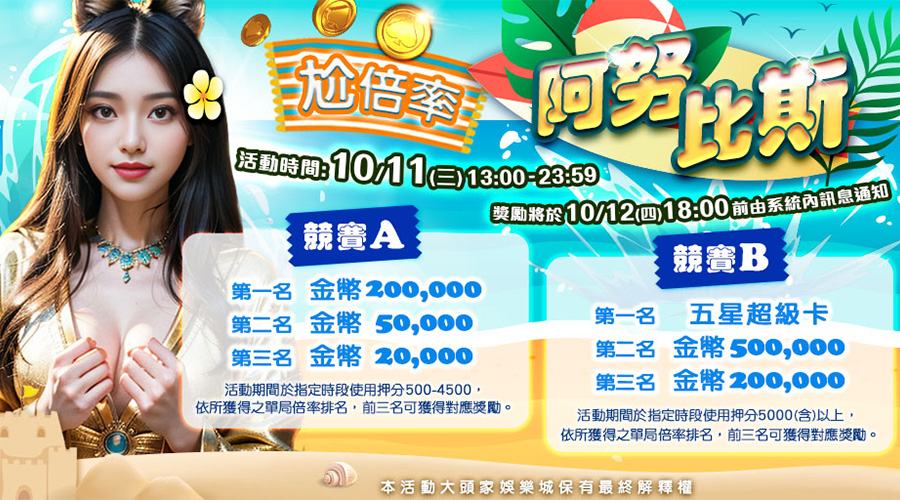 尬倍率
阿努比斯
活動時間:10/11(三)13:00-23:59
獎勵將於10/12(四)18:00前由系統內訊息通知
競賽A
第一名 金幣200,000
第二名 金幣 50,000
第三名 金幣 20,000
活動期間於指定時段使用押分500-4500，
依所獲得之單局倍率排名，前三名可獲得對應獎勵。
競賽B
第一名 五星超級卡
第二名 金幣500,000
第三名 金幣200,000
活動期間於指定時段使用押分5000(含)以上，
依所獲得之單局倍率排名，前三名可獲得對應獎勵。
本活動大頭家娛樂城保有最終解釋權